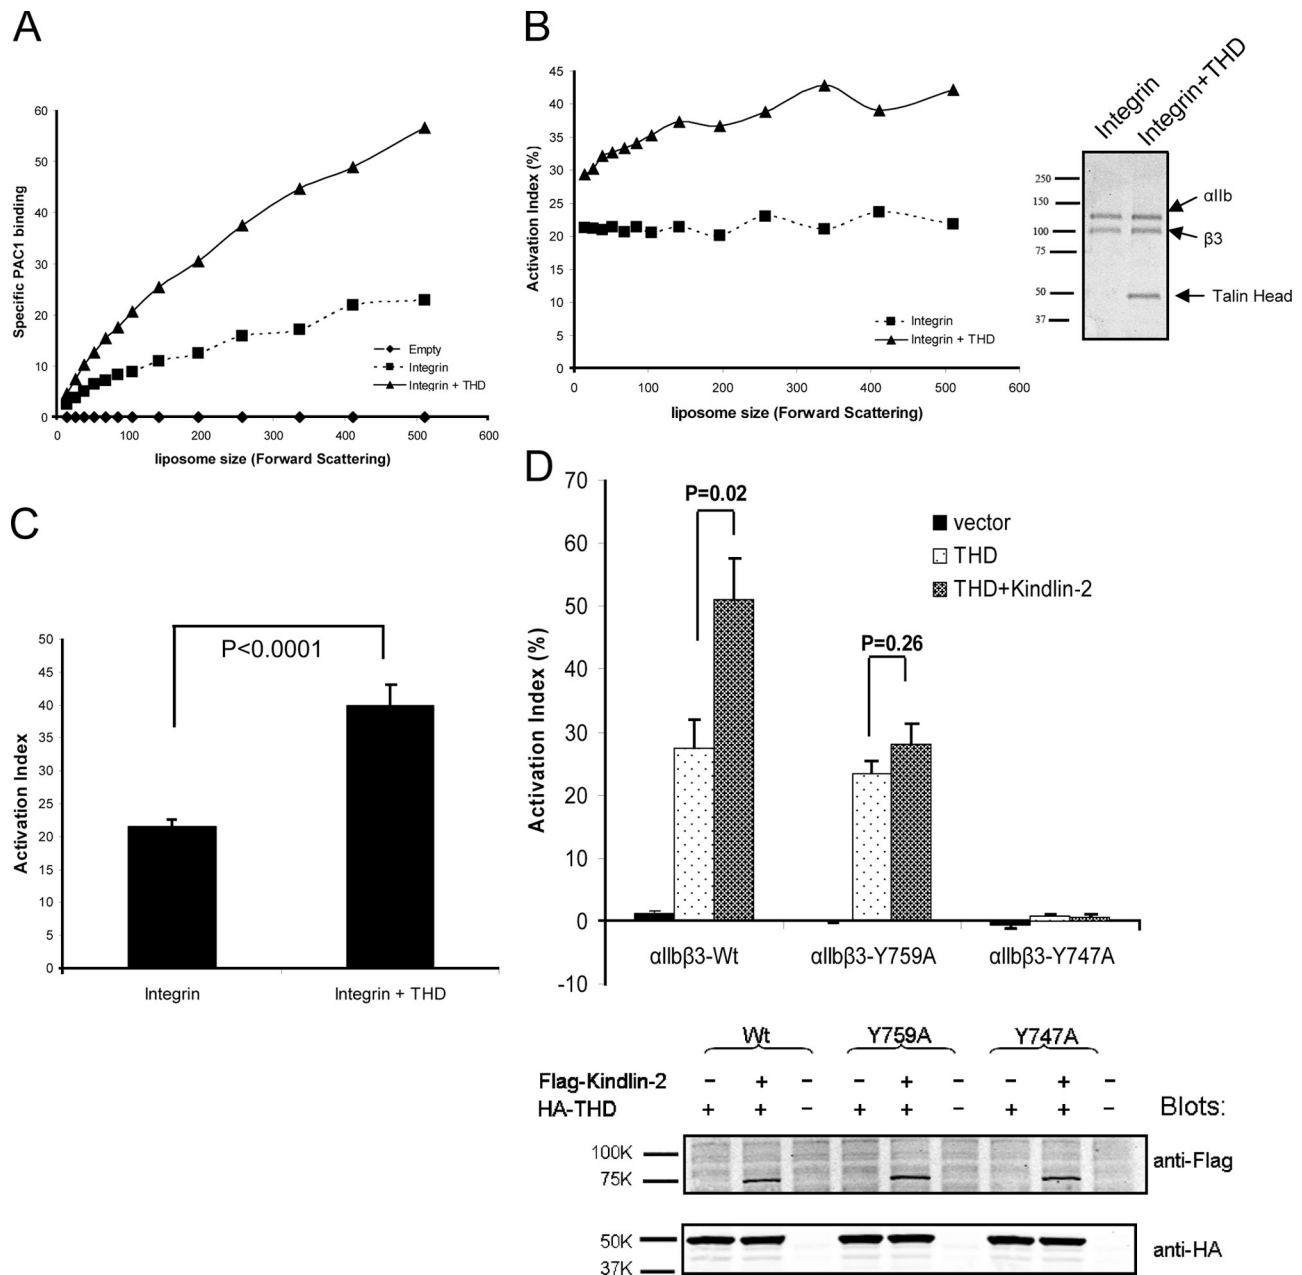 A
Specific PAC1 binding
60
50
40
30
20
10
0
0 100 200 300 400 500 600
liposome size (Forward Scattering)
Empty
Integrin
Integrin + THD
B
Activation Index (%)
45
40
35
30
25
20
15
10
5
0
0 100 200 300 400 500 600
liposome size (Forward Scattering)
Integrin
Integrin + THD
Integrin
Integrin+THD
250
150
100
75
50
37
αIIb
β3
Talin Head
C
Activation Index
50
45
40
35
30
25
20
15
10
5
0
P<0.0001
Integrin
Integrin + THD
D
Activation Index (%)
70
60
50
40
30
20
10
0
-10
P=0.02
P=0.26
vector
THD
THD+Kindlin-2
αIIbβ3-Wt
αIIbβ3-Y759A
αIIbβ3-Y747A
Wt Y759A Y747A
Flag-Kindlin-2 – + – – + – – + –
HA-THD + + – + + – + + –
Blots:
100K
75K
anti-Flag
50K
37K
anti-HA